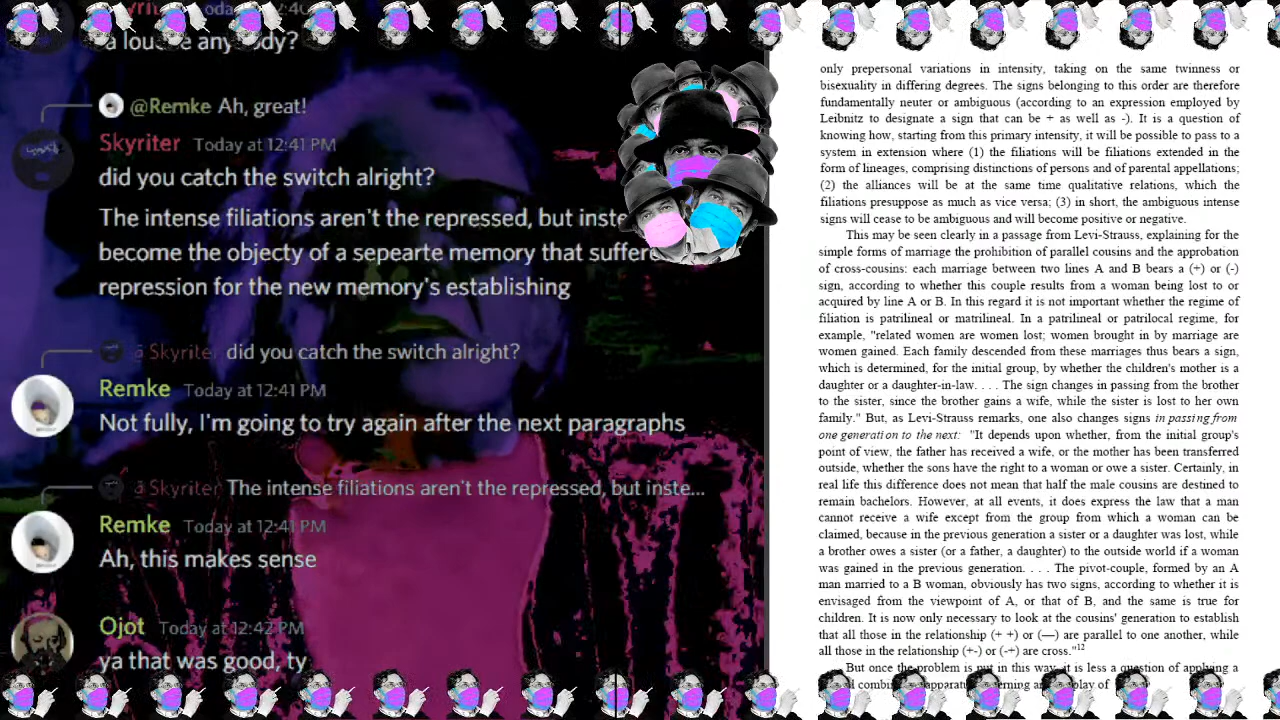 a lou e any dy?
@Remke Ah, great!
Skyriter Today at 12:41 PM
did you catch the switch alright?
The intense filiations aren't the repressed, but inste
become the objecty of a sepearte memory that suffere
repression for the new memory's establishing
Skyriter did you catch the switch alright?
Remke Today at 12:41 PM
Not fully, I'm going to try again after the next paragraphs
Skyriter The intense filiations aren't the repressed, but inste...
Remke Today at 12:41 PM
Ah, this makes sense
Ojot Today at 12:42 PM
ya that was good, ty
only prepersonal variations in intensity, taking on the same twinness or
bisexuality in differing degrees. The signs belonging to this order are therefore
fundamentally neuter or ambiguous (according to an expression employed by
Leibnitz to designate a sign that can be + as well as -). It is a question of
knowing how, starting from this primary intensity, it will be possible to pass to a
system in extension where (1) the filiations will be filiations extended in the
form of lineages, comprising distinctions of persons and of parental appellations;
(2) the alliances will be at the same time qualitative relations, which the
filiations presuppose as much as vice versa; (3) in short, the ambiguous intense
signs will cease to be ambiguous and will become positive or negative.
This may be seen clearly in a passage from Levi-Strauss, explaining for the
simple forms of marriage the prohibition of parallel cousins and the approbation
of cross-cousins: each marriage between two lines A and B bears a (+) or (-)
sign, according to whether this couple results from a woman being lost to or
acquired by line A or B. In this regard it is not important whether the regime of
filiation is patrilineal or matrilineal. In a patrilineal or patrilocal regime, for
example, "related women are women lost; women brought in by marriage are
women gained. Each family descended from these marriages thus bears a sign,
which is determined, for the initial group, by whether the children's mother is a
daughter or a daughter-in-law. . . . The sign changes in passing from the brother
to the sister, since the brother gains a wife, while the sister is lost to her own
family." But, as Levi-Strauss remarks, one also changes signs in passing from
one generation to the next: "It depends upon whether, from the initial group's
point of view, the father has received a wife, or the mother has been transferred
outside, whether the sons have the right to a woman or owe a sister. Certainly, in
real life this difference does not mean that half the male cousins are destined to
remain bachelors. However, at all events, it does express the law that a man
cannot receive a wife except from the group from which a woman can be
claimed, because in the previous generation a sister or a daughter was lost, while
a brother owes a sister (or a father, a daughter) to the outside world if a woman
was gained in the previous generation. . . . The pivot-couple, formed by an A
man married to a B woman, obviously has two signs, according to whether it is
envisaged from the viewpoint of A, or that of B, and the same is true for
children. It is now only necessary to look at the cousins' generation to establish
that all those in the relationship (+ +) or (—) are parallel to one another, while
all those in the relationship (+-) or (-+) are cross."12
But once the problem is put in this way, it is less a question of applying a